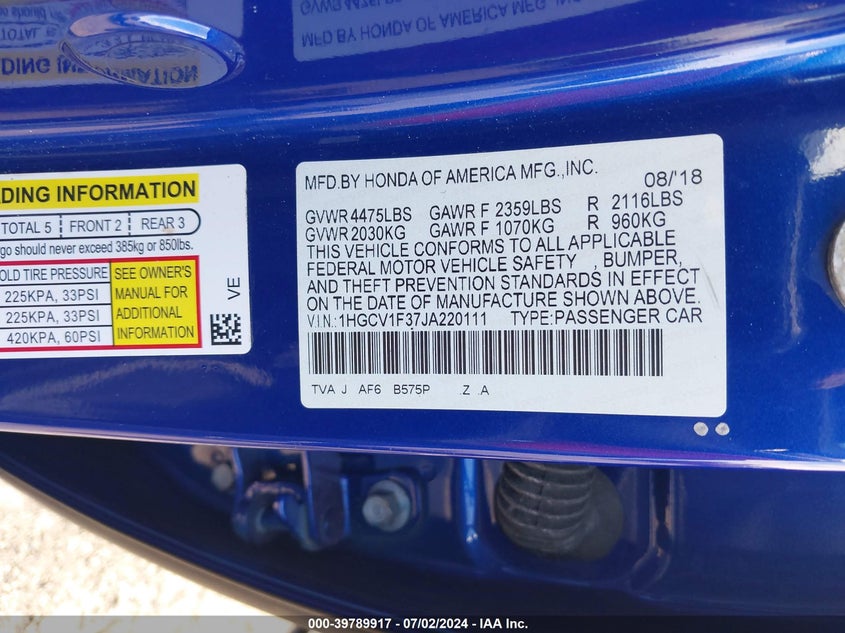 MFD BY HONDA OF AMERICA MFG.,
DING INFORMATION
ADING INFORMATION
TOTAL 5 FRONT 2 REAR 3
go should never exceed 385kg or 850lbs.
OLD TIRE PRESSURE SEE OWNER'S
225KPA, 33PSI MANUAL FOR
225KPA, 33PSI ADDITIONAL
420KPA, 60PSI INFORMATION
VE
MFD.BY HONDA OF AMERICA MFG.,INC. 08/'18
GVWR 4475LBS GAWR F 2359LBS R 2116LBS
GVWR 2030KG GAWR F 1070KG R 960KG
THIS VEHICLE CONFORMS TO ALL APPLICABLE
FEDERAL MOTOR VEHICLE SAFETY , BUMPER,
AND THEFT PREVENTION STANDARDS IN EFFECT
ON THE DATE OF MANUFACTURE SHOWN ABOVE.
V.I.N.: 1HGCV1F37JA220111 TYPE:PASSENGER CAR
TVA J AF6 B575P .Z .A
000-39789917 - 07/02/2024 - IAA Inc.